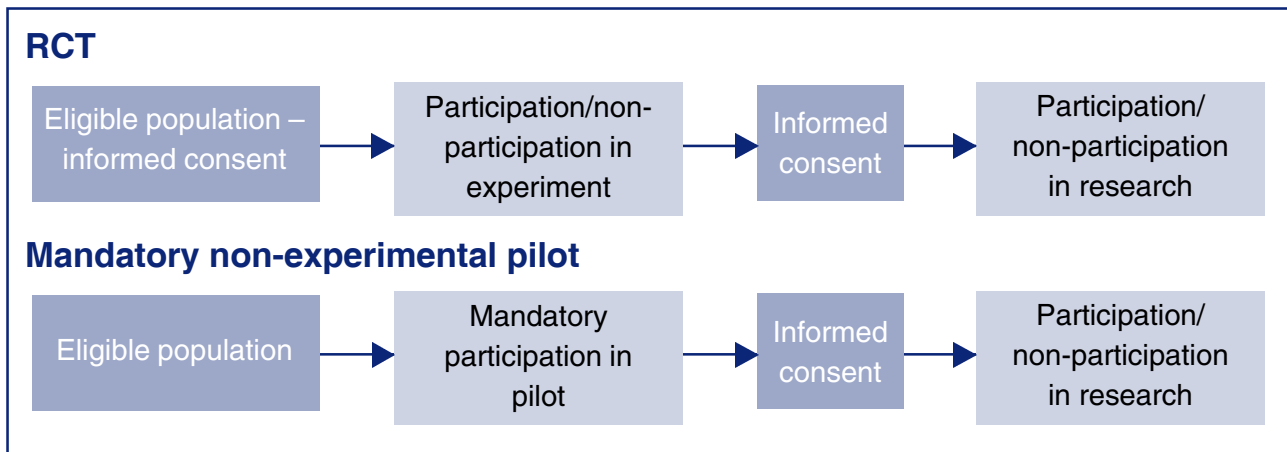 RCT
Eligible population –
informed consent
Participation/non-
participation in
experiment
Informed
consent
Participation/
non-participation
in research
Mandatory non-experimental pilot
Eligible population
Mandatory
participation in
pilot
Informed
consent
Participation/
non-participation
in research